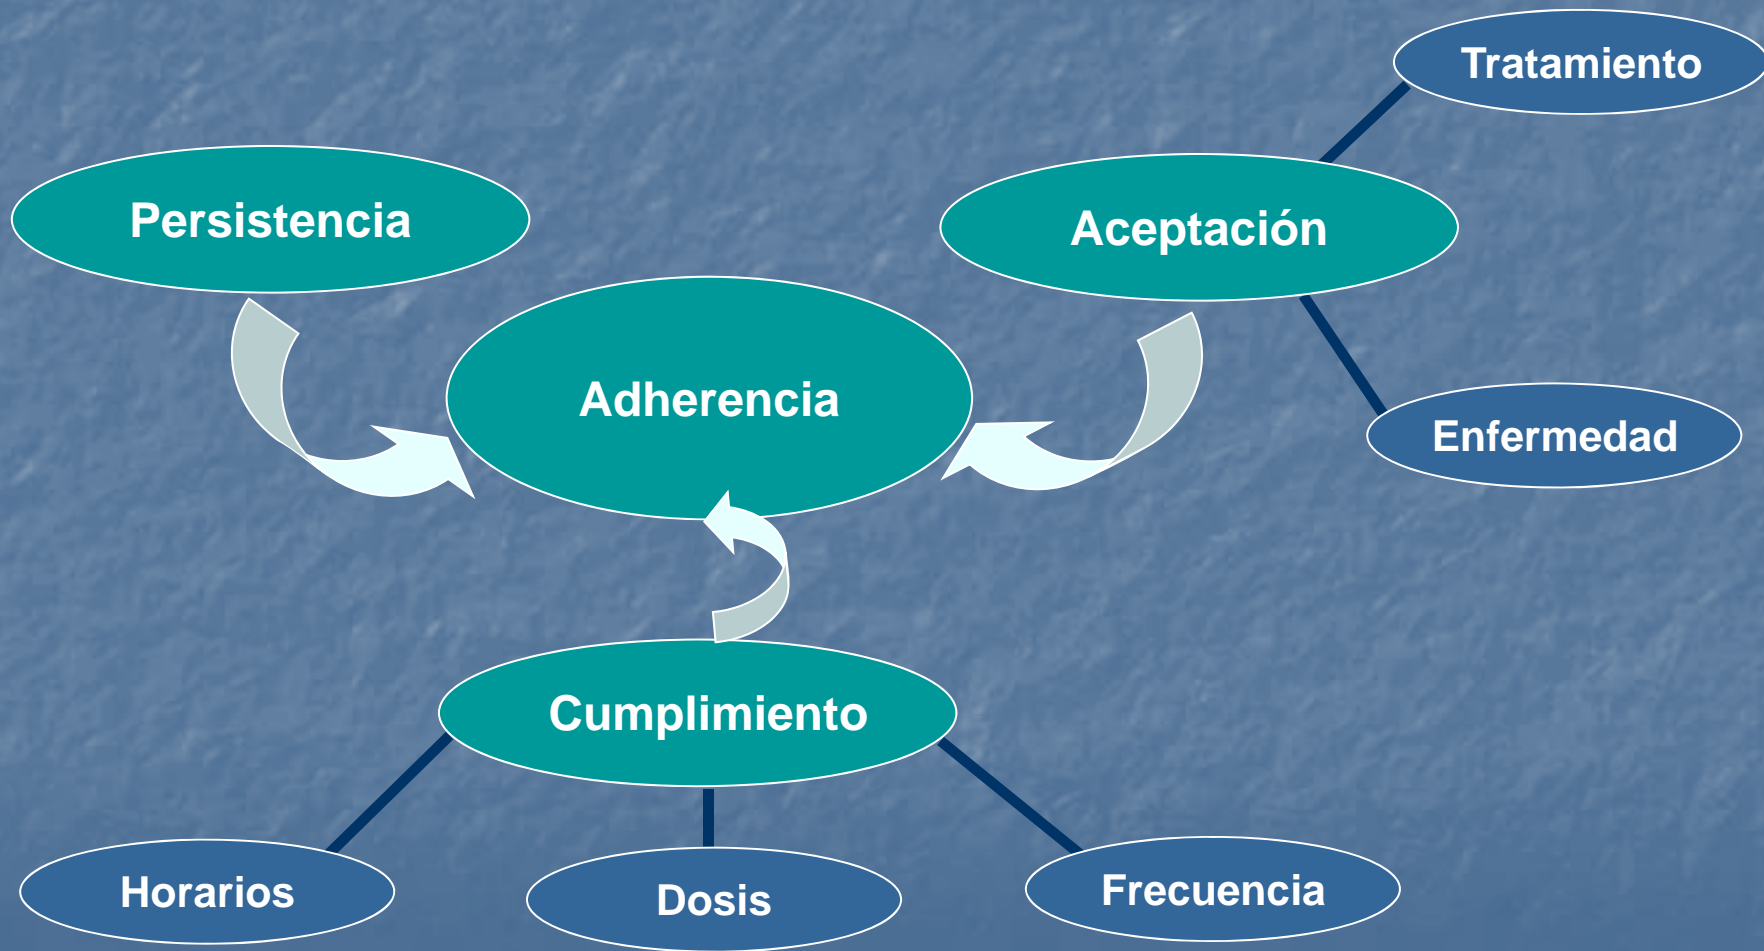 Tratamiento
Persistencia
Aceptación
Adherencia
Enfermedad
Cumplimiento
Horarios
Dosis
Frecuencia